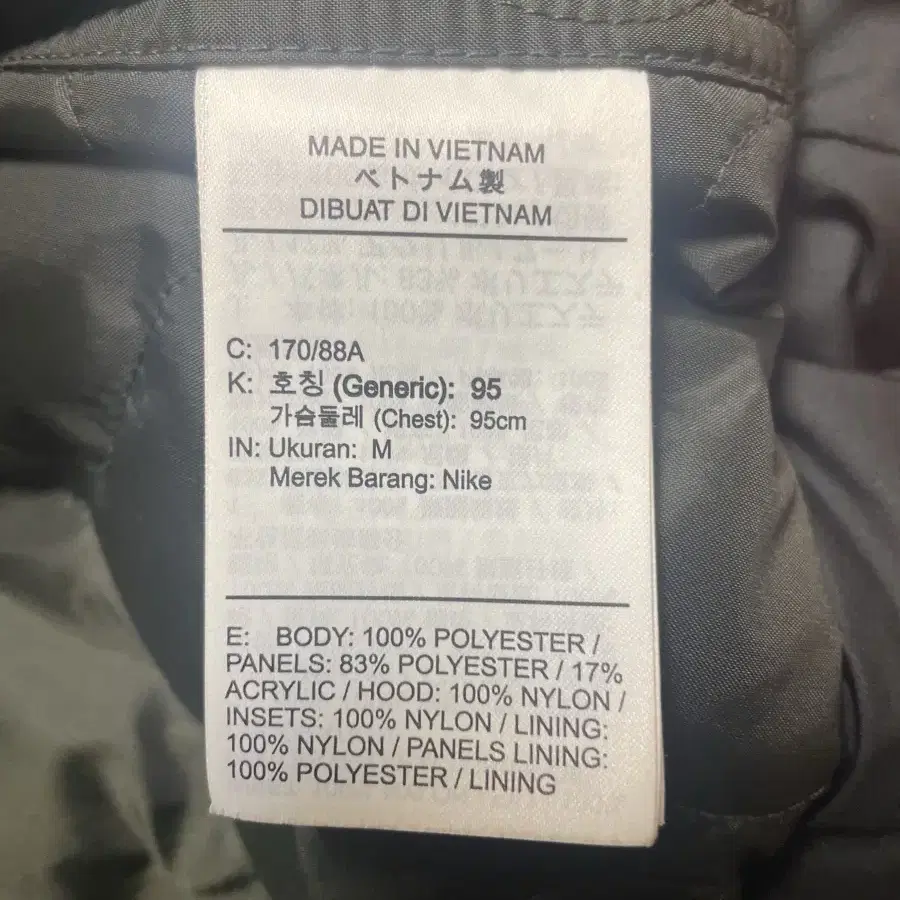 MADE IN VIETNAM
ベトナム製
DIBUAT DI VIETNAM
C: 170/88A
K: 호칭 (Generic): 95
가슴둘레 (Chest): 95cm
IN: Ukuran: M
Merek Barang: Nike
E: BODY: 100% POLYESTER /
PANELS: 83% POLYESTER / 17%
ACRYLIC / HOOD: 100% NYLON /
INSETS: 100% NYLON / LINING:
100% NYLON / PANELS LINING:
100% POLYESTER / LINING